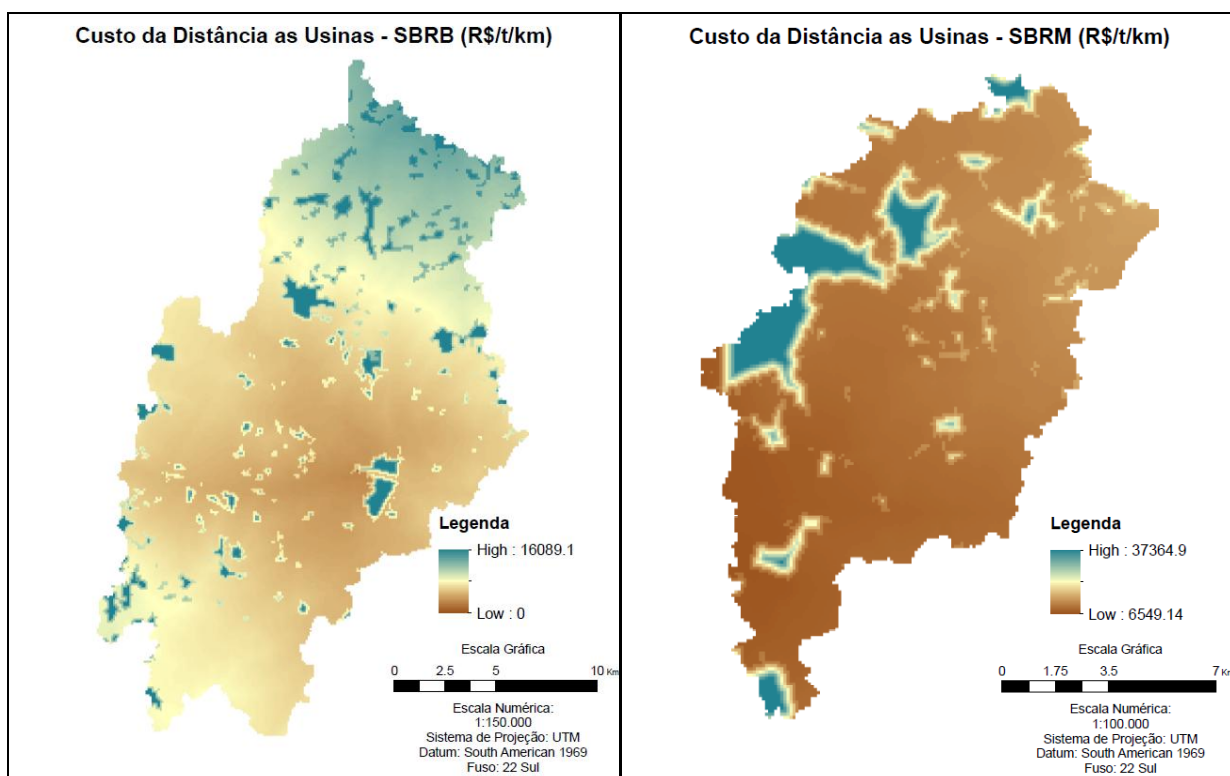 Custo da Distância as Usinas - SBRB (R$/t/km)
Legenda
High : 16089.1
Low : 0
Escala Gráfica
0 2.5 5 10 Km
Escala Numérica:
1:150.000
Sistema de Projeção: UTM
Datum: South American 1969
Fuso: 22 Sul
Custo da Distância as Usinas - SBRM (R$/t/km)
Legenda
High : 37364.9
Low : 6549.14
Escala Gráfica
0 1.75 3.5 7 Km
Escala Numérica:
1:100.000
Sistema de Projeção: UTM
Datum: South American 1969
Fuso: 22 Sul